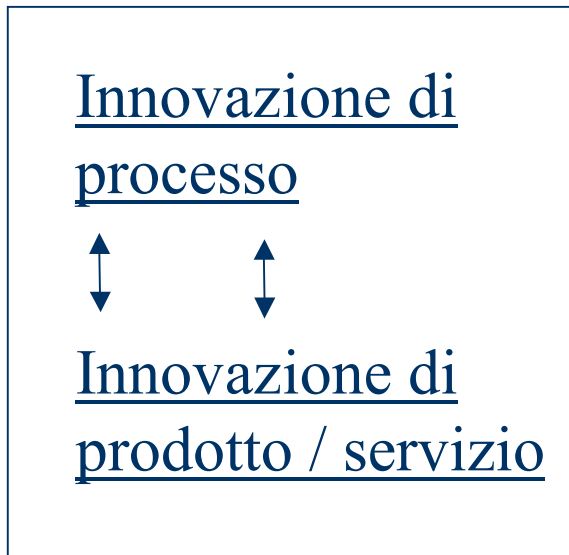 Innovazione di
processo
Innovazione di
prodotto / servizio